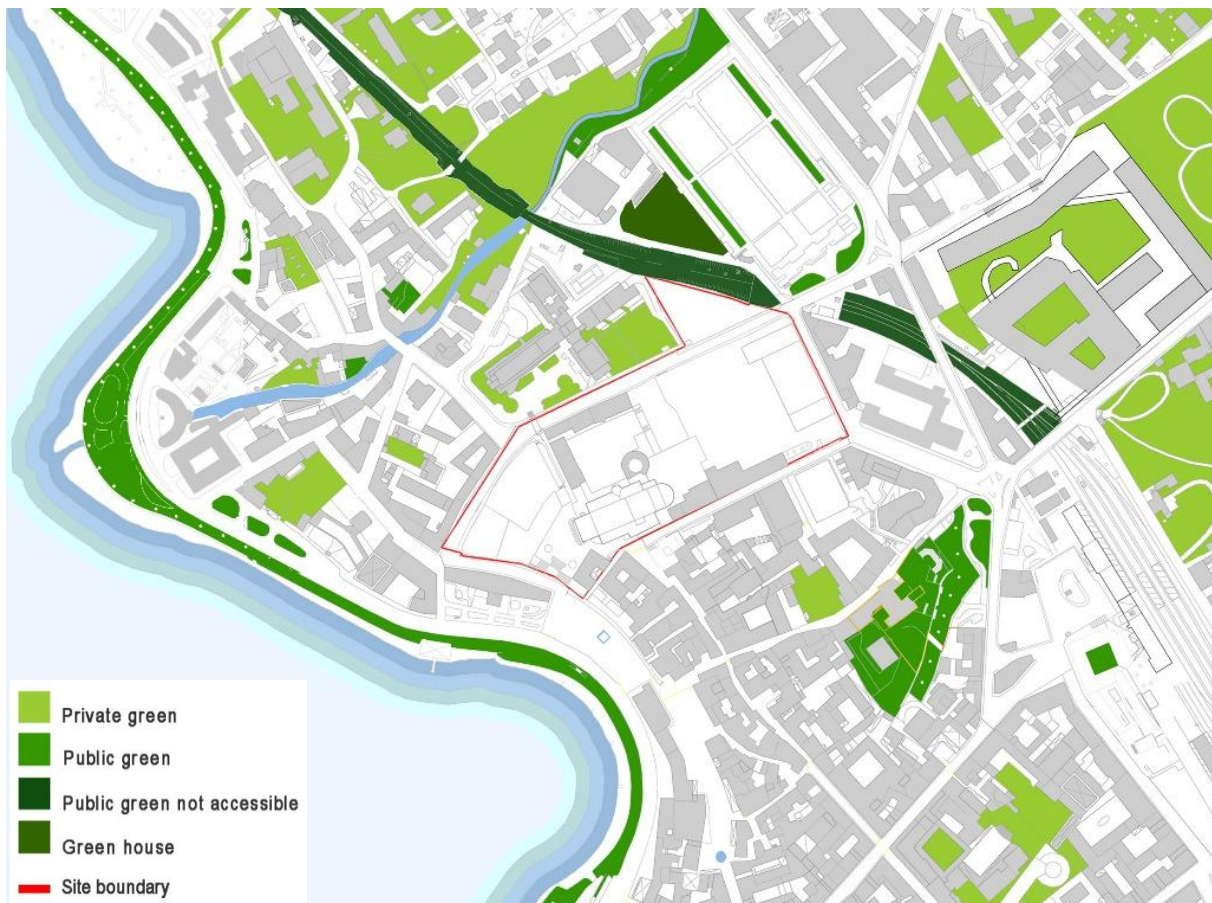 Private green
Public green
Public green not accessible
Green house
Site boundary